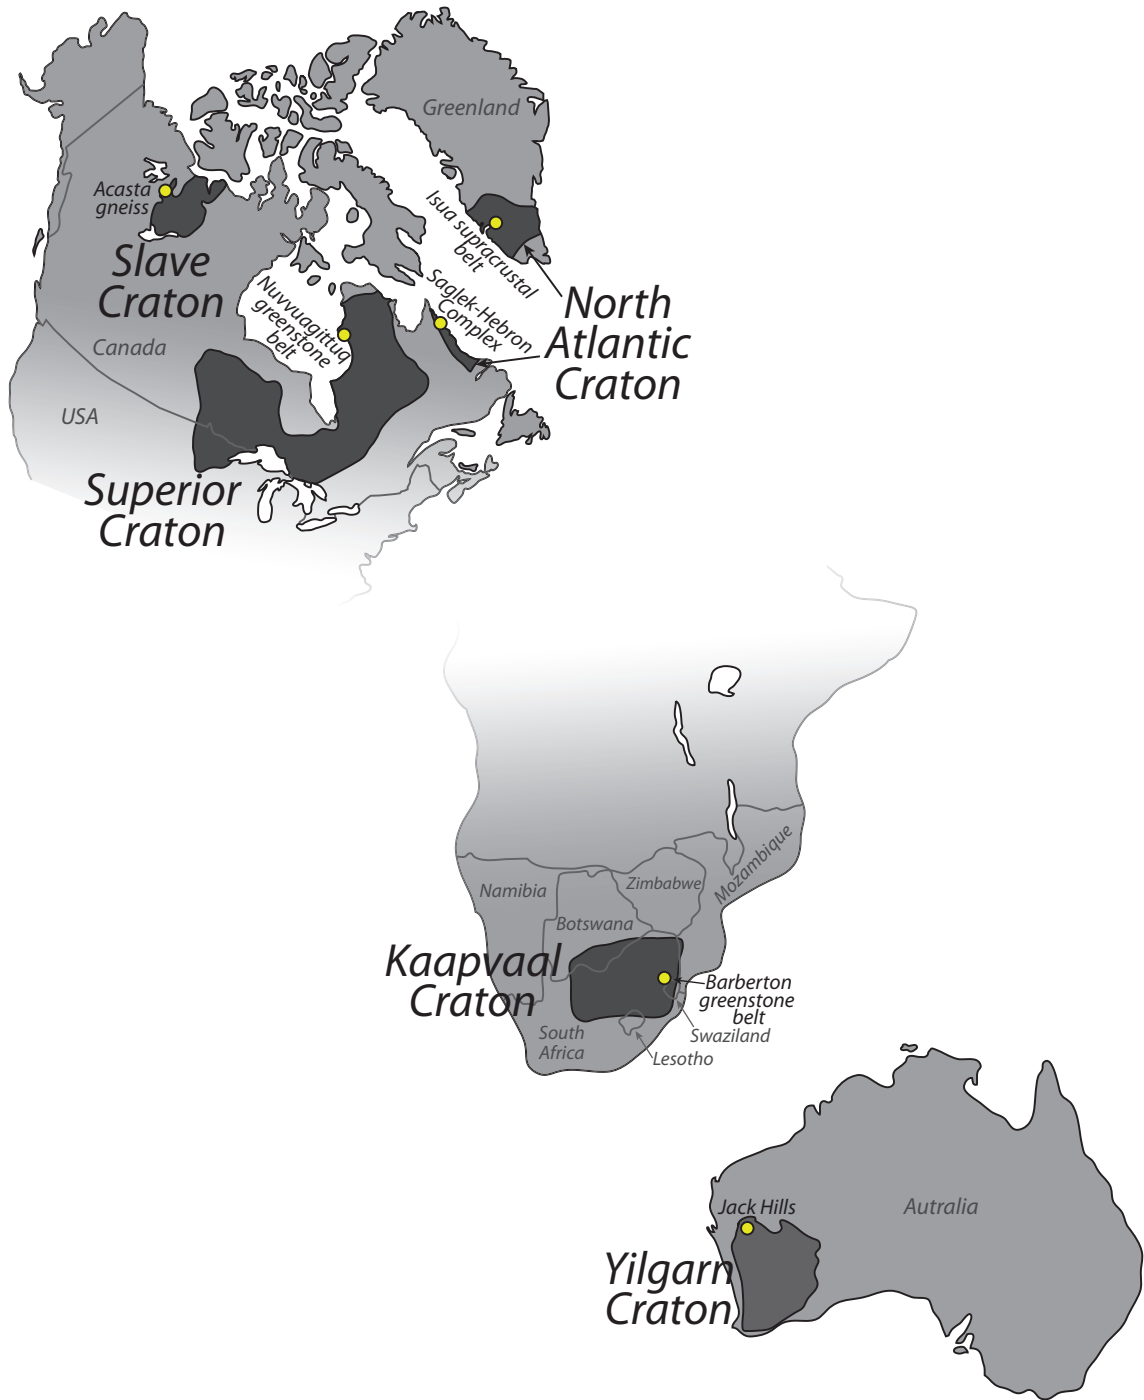 Greenland
Acasta
gneiss
Isua supracrustal
belt
Slave
Craton
Nuvvuagittuq
greenstone
belt
Saglek-Hebron
Complex
North
Atlantic
Craton
Canada
USA
Superior
Craton
Mozambique
Zimbabwe
Namibia
Botswana
Kaapvaal
Craton
Barberton
greenstone
belt
Swaziland
South
Africa
Lesotho
Jack Hills
Autralia
Yilgarn
Craton